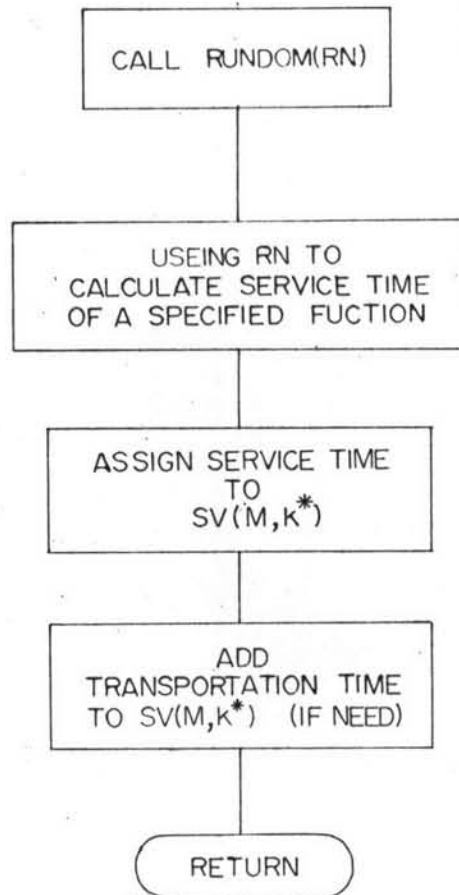 CALL RUNDOM(RN)
USEING RN TO
CALCULATE SERVICE TIME
OF A SPECIFIED FUCTION
ASSIGN SERVICE TIME
TO
SV(M,K*)
ADD
TRANSPORTATION TIME
TO SV(M,K*) (IF NEED)
RETURN